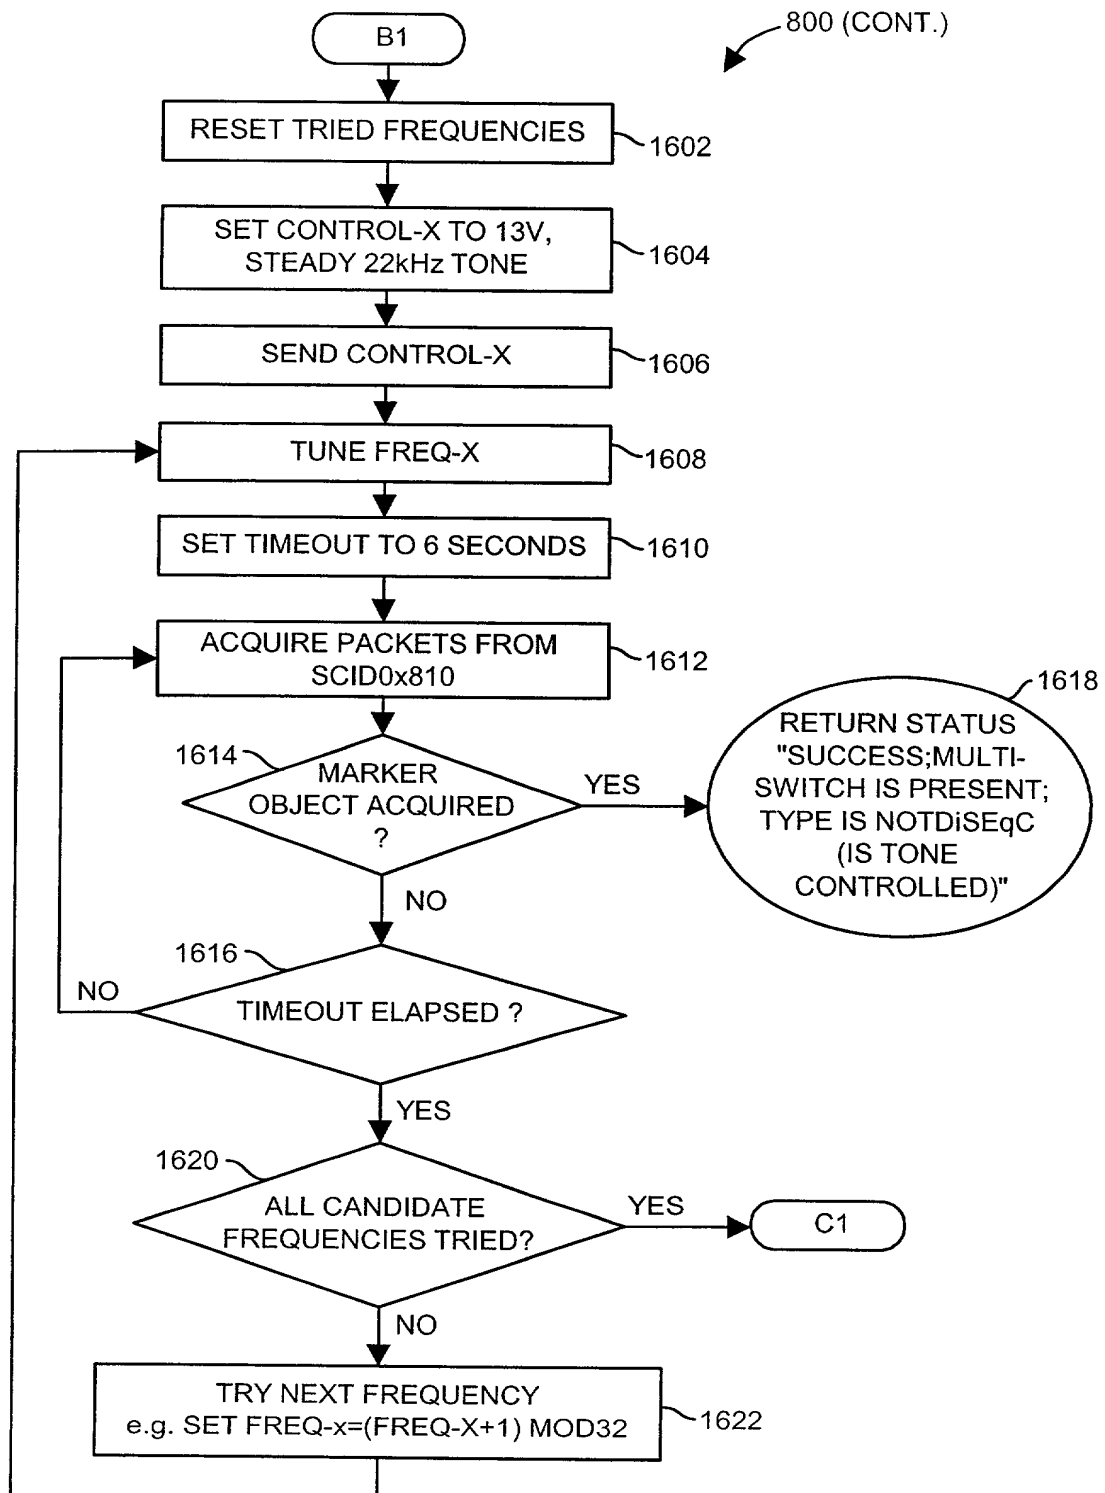 B1
800 (CONT.)
RESET TRIED FREQUENCIES
1602
SET CONTROL-X TO 13V,
STEADY 22kHz TONE
1604
SEND CONTROL-X
1606
TUNE FREQ-X
1608
SET TIMEOUT TO 6 SECONDS
1610
ACQUIRE PACKETS FROM
SCID0x810
1612
1614
MARKER
OBJECT ACQUIRED
?
YES
1618
RETURN STATUS
"SUCCESS;MULTI-
SWITCH IS PRESENT;
TYPE IS NOTDiSEqC
(IS TONE
CONTROLLED)"
NO
1616
NO
TIMEOUT ELAPSED ?
YES
1620
ALL CANDIDATE
FREQUENCIES TRIED?
YES
C1
NO
TRY NEXT FREQUENCY
e.g. SET FREQ-x=(FREQ-X+1) MOD32
1622